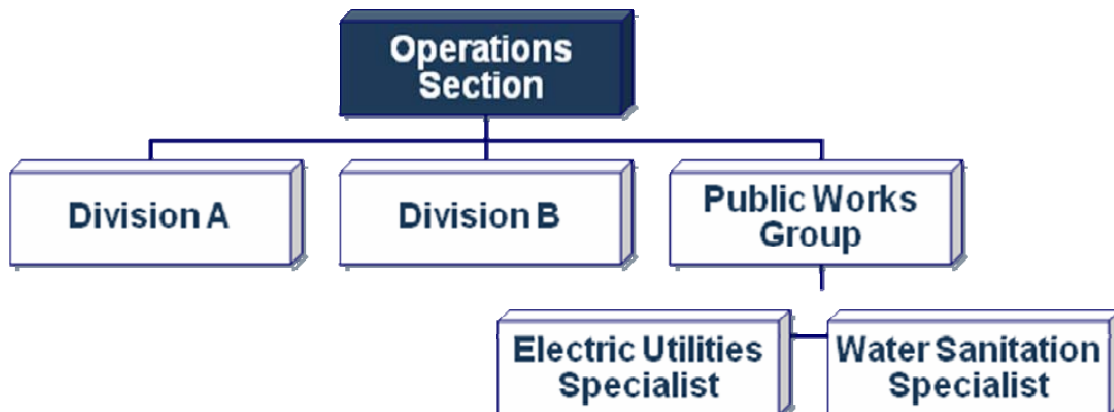 Operations
Section
Division A
Division B
Public Works
Group
Electric Utilities
Specialist
Water Sanitation
Specialist